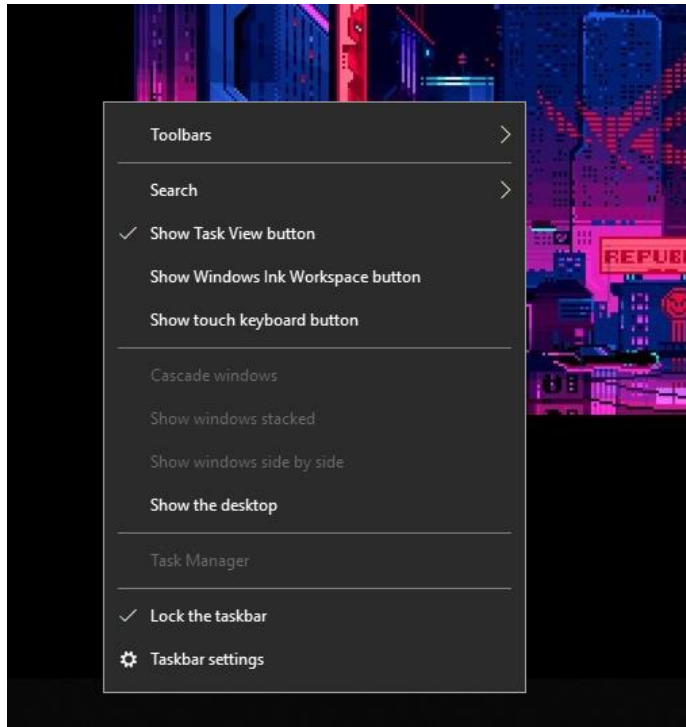 Toolbars
Search
Show Task View button
REPUB
Show Windows Ink Workspace button
Show touch keyboard button
Cascade windows
Show windows stacked
Show windows side by side
Show the desktop
Task Manager
Lock the taskbar
Taskbar settings